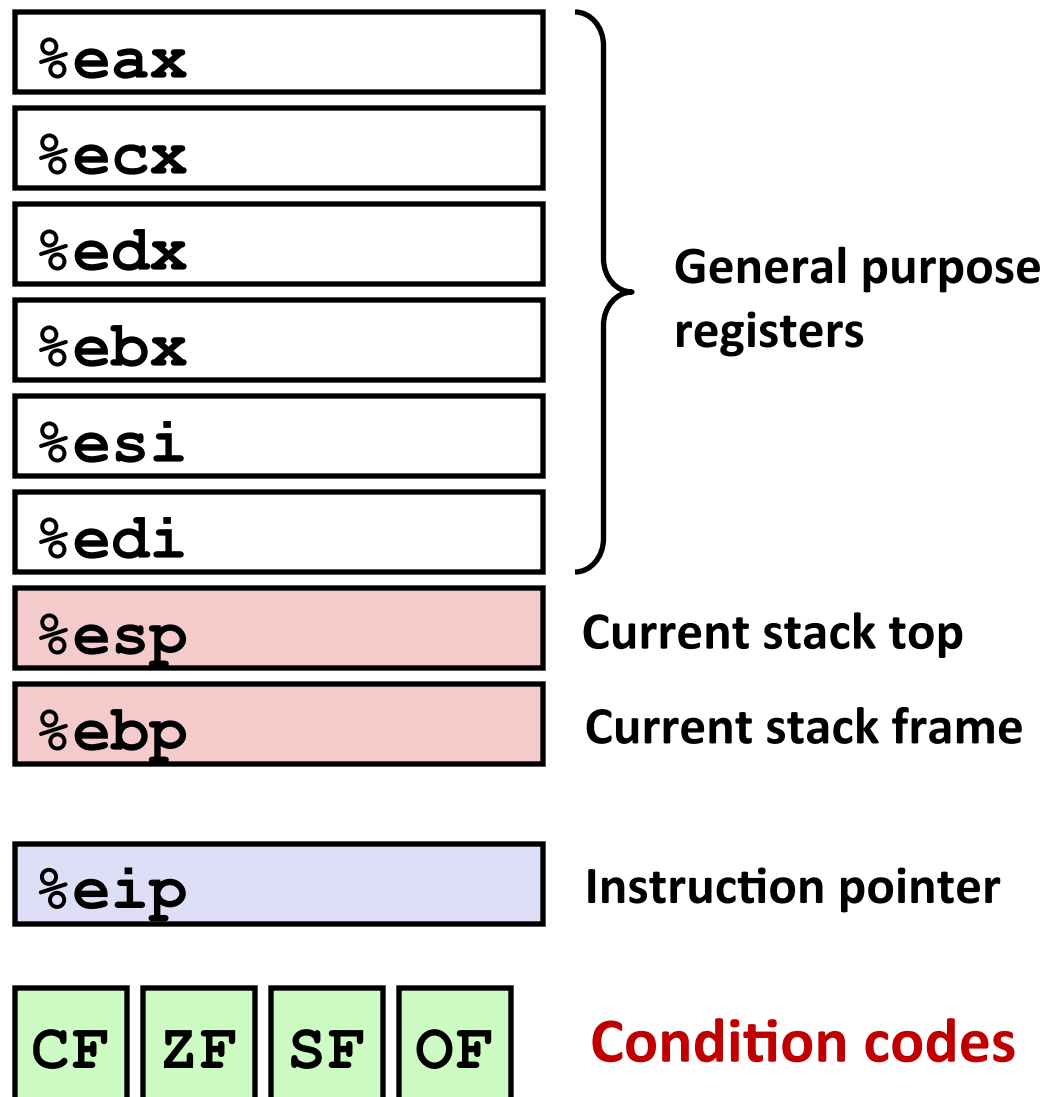 %eax
%ecx
%edx
%ebx
%esi
%edi
General purpose
registers
%esp
Current stack top
%ebp
Current stack frame
%eip
Instruction pointer
CF ZF SF OF
Condition codes